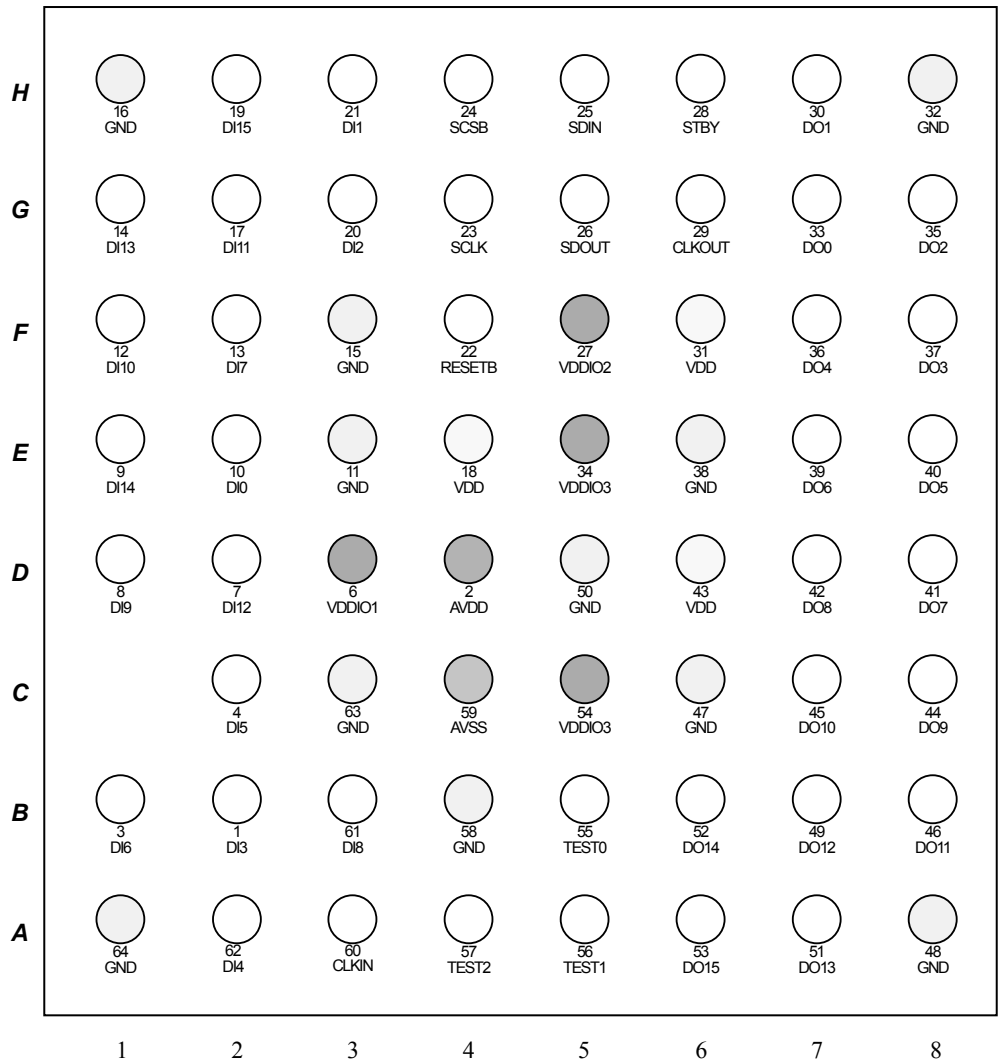 H
16 19 21 24 25 28 30 32
GND DI15 DI1 SCSB SDIN STBY DO1 GND
G
14 17 20 23 26 29 33 35
DI13 DI11 DI2 SCLK SDOUT CLKOUT DO0 DO2
F
12 13 15 22 27 31 36 37
DI10 DI7 GND RESETB VDDIO2 VDD DO4 DO3
E
9 10 11 18 34 38 39 40
DI14 DI0 GND VDD VDDIO3 GND DO6 DO5
D
8 7 6 2 50 43 42 41
DI9 DI12 VDDIO1 AVDD GND VDD DO8 DO7
C
4 63 59 54 47 45 44
DI5 GND AVSS VDDIO3 GND DO10 DO9
B
3 1 61 58 55 52 49 46
DI6 DI3 DI8 GND TEST0 DO14 DO12 DO11
A
64 62 60 57 56 53 51 48
GND DI4 CLKIN TEST2 TEST1 DO15 DO13 GND
1 2 3 4 5 6 7 8